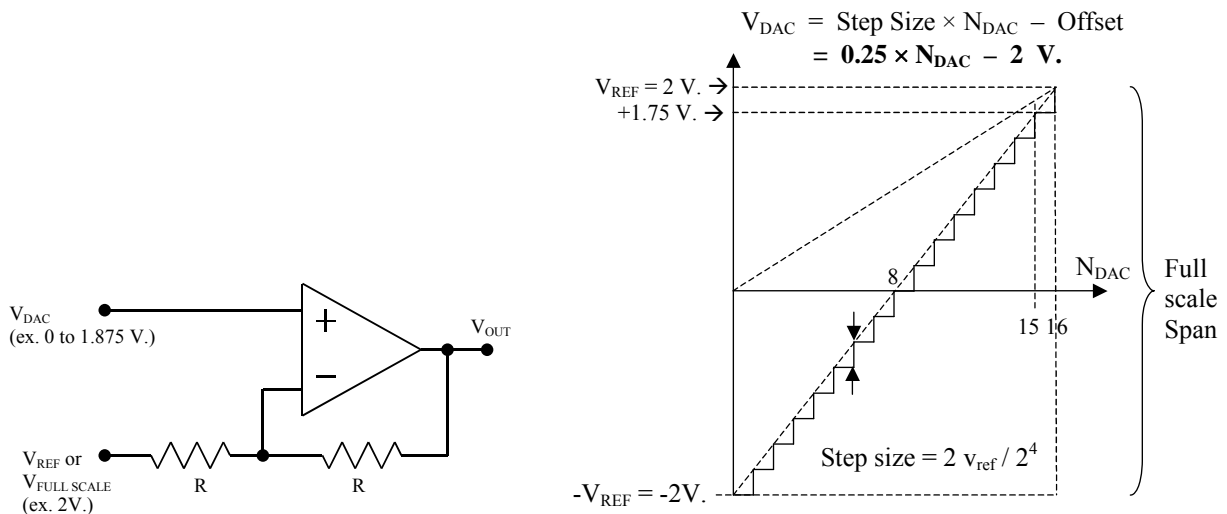 V_DAC = Step Size × N_DAC – Offset
= 0.25 × N_DAC – 2 V.
V_REF = 2 V. →
+1.75 V. →
8
N_DAC
15 16
Full
scale
Span
Step size = 2 v_ref / 2^4
-V_REF = -2V.
V_DAC
(ex. 0 to 1.875 V.)
+
−
V_OUT
V_REF or
V_FULL SCALE
(ex. 2V.)
R
R